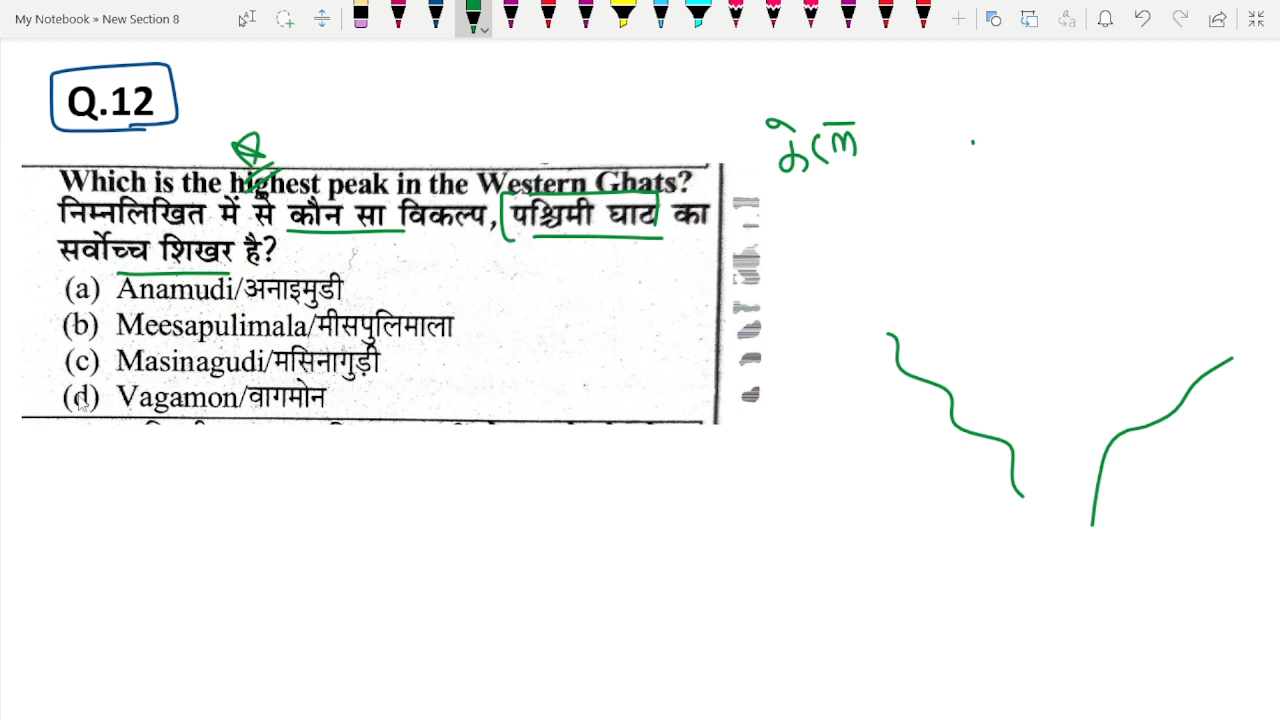 My Notebook » New Section 8
Q.12
Which is the highest peak in the Western Ghats?
निम्नलिखित में से कौन सा विकल्प, पश्चिमी घाट का
सर्वोच्च शिखर है?
(a) Anamudi/अनाइमुडी
(b) Meesapulimala/मीसपुलिमाला
(c) Masinagudi/मसिनागुड़ी
(d) Vagamon/वागमोन